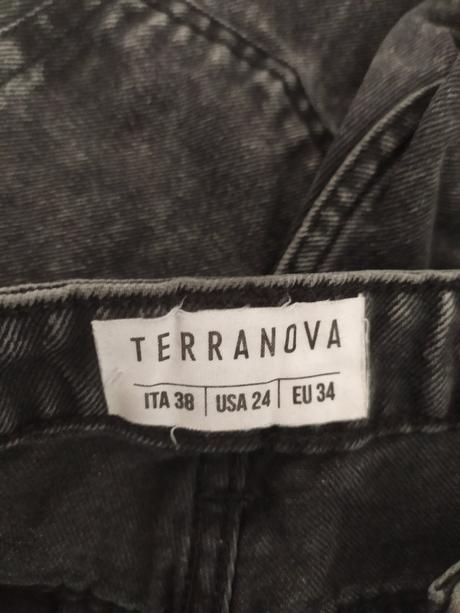 TERRANOVA
ITA 38 | USA 24 | EU 34